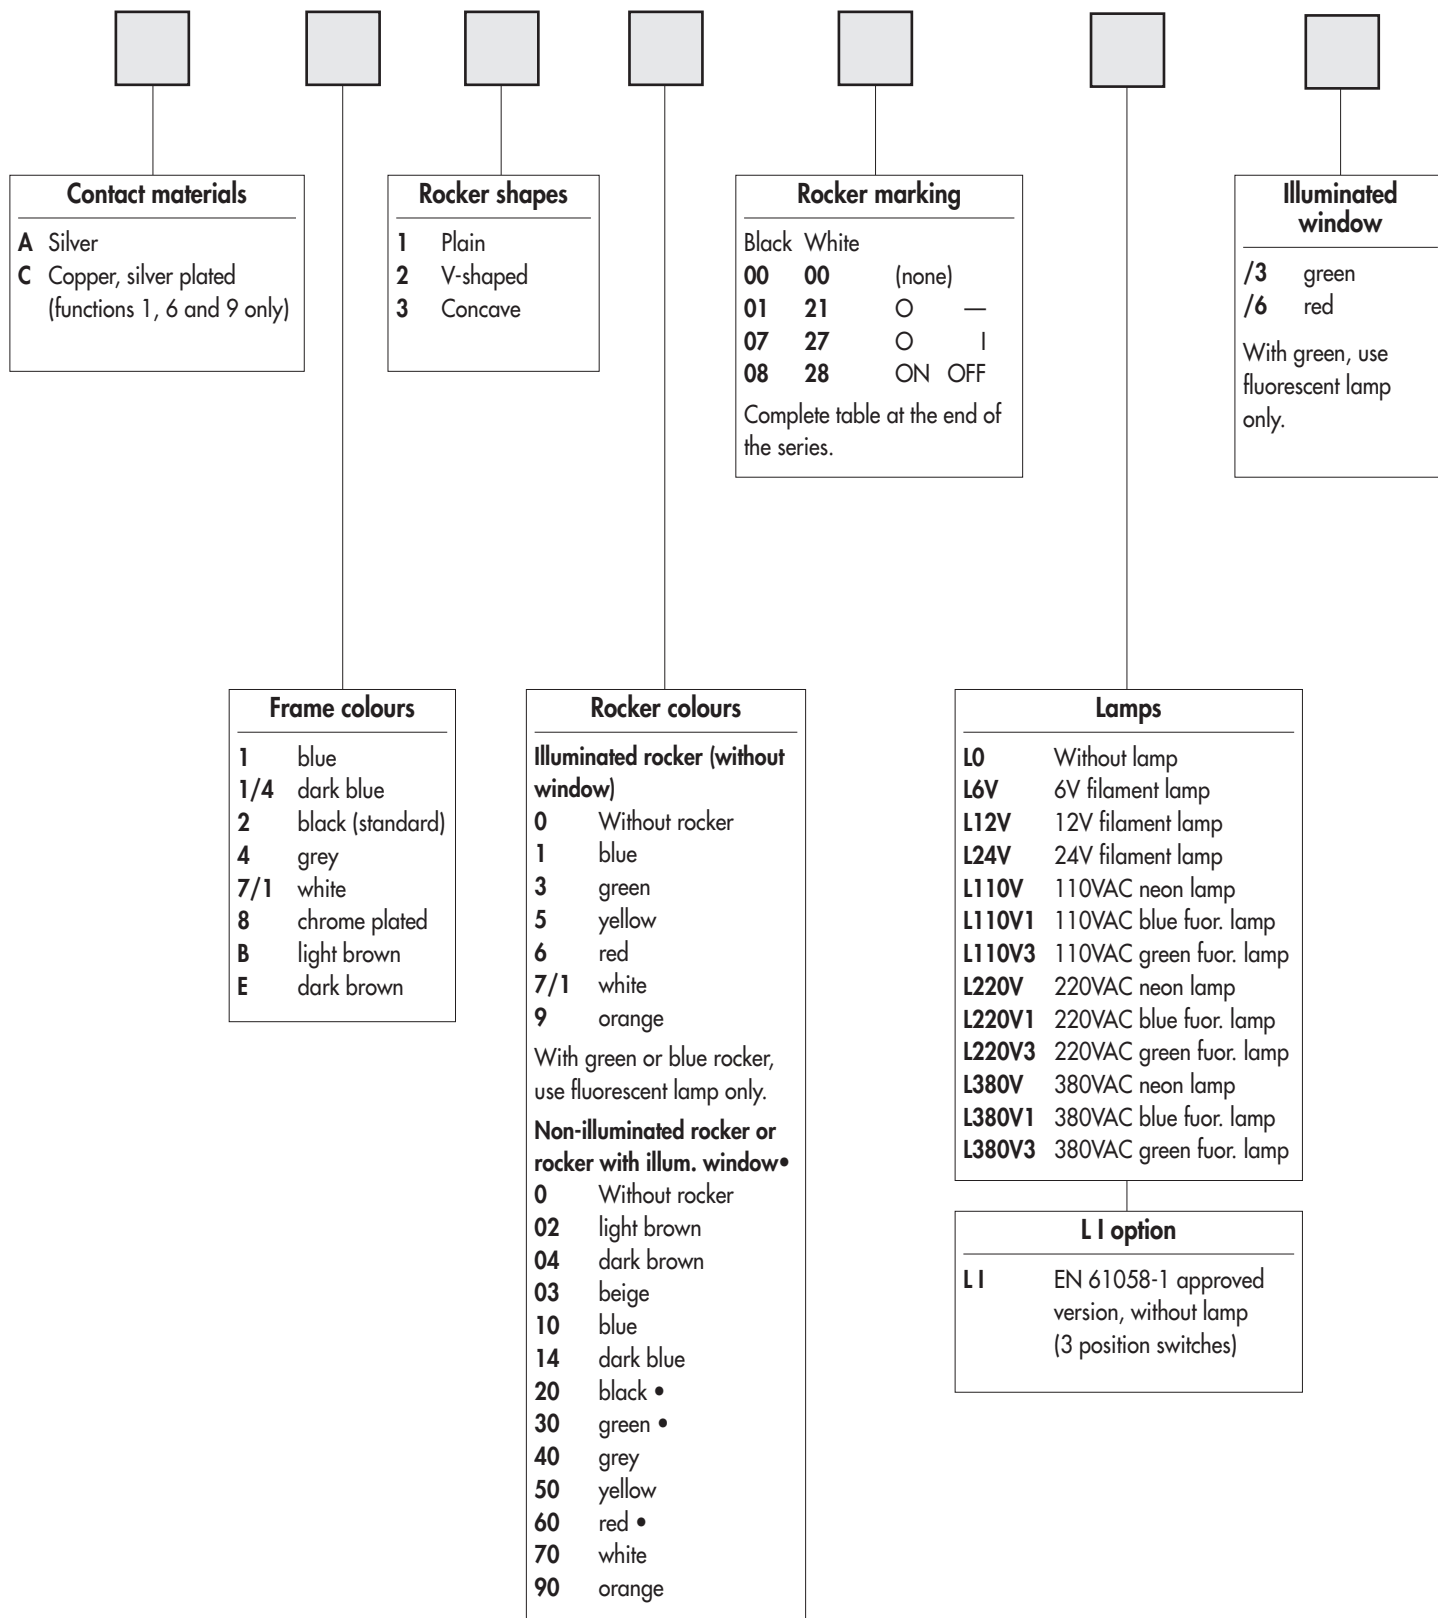 Contact materials
A Silver
C Copper, silver plated
(functions 1, 6 and 9 only)
Rocker shapes
1 Plain
2 V-shaped
3 Concave
Rocker marking
Black White
00 00 (none)
01 21 O —
07 27 O I
08 28 ON OFF
Complete table at the end of
the series.
Illuminated
window
/3 green
/6 red
With green, use
fluorescent lamp
only.
Frame colours
1 blue
1/4 dark blue
2 black (standard)
4 grey
7/1 white
8 chrome plated
B light brown
E dark brown
Rocker colours
Illuminated rocker (without
window)
0 Without rocker
1 blue
3 green
5 yellow
6 red
7/1 white
9 orange
With green or blue rocker,
use fluorescent lamp only.
Non-illuminated rocker or
rocker with illum. window•
0 Without rocker
02 light brown
04 dark brown
03 beige
10 blue
14 dark blue
20 black •
30 green •
40 grey
50 yellow
60 red •
70 white
90 orange
Lamps
L0 Without lamp
L6V 6V filament lamp
L12V 12V filament lamp
L24V 24V filament lamp
L110V 110VAC neon lamp
L110V1 110VAC blue fuor. lamp
L110V3 110VAC green fuor. lamp
L220V 220VAC neon lamp
L220V1 220VAC blue fuor. lamp
L220V3 220VAC green fuor. lamp
L380V 380VAC neon lamp
L380V1 380VAC blue fuor. lamp
L380V3 380VAC green fuor. lamp
L I option
L I EN 61058-1 approved
version, without lamp
(3 position switches)